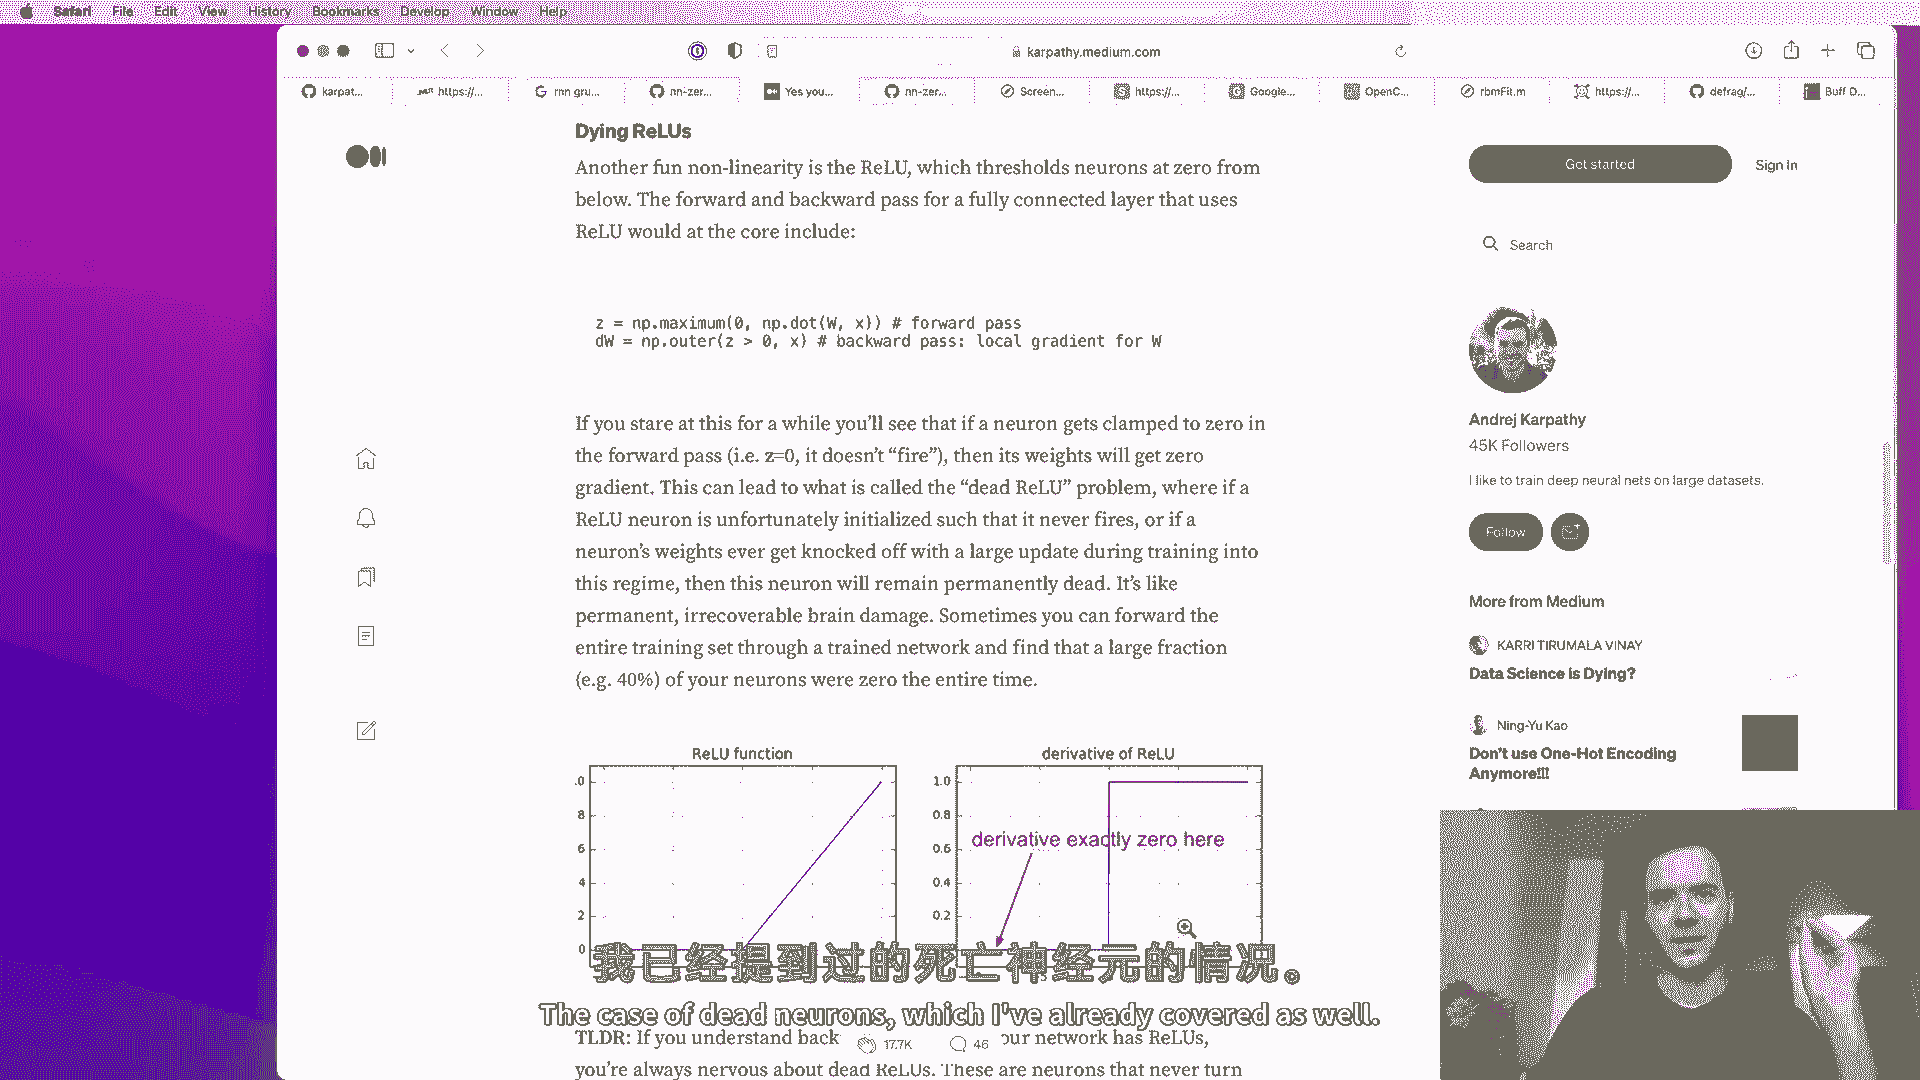 Safari File Edit View History Bookmarks Develop Window Help
karpathy.medium.com
karpat... https://... rnn gru... nn-zer... Yes you... nn-zer... Screen... https://... Google... OpenC... rbmFit.m https://... defrag/... Buff D...
Dying ReLUs
Another fun non-linearity is the ReLU, which thresholds neurons at zero from
below. The forward and backward pass for a fully connected layer that uses
ReLU would at the core include:
z = np.maximum(0, np.dot(W, x)) # forward pass
dW = np.outer(z > 0, x) # backward pass: local gradient for W
If you stare at this for a while you’ll see that if a neuron gets clamped to zero in
the forward pass (i.e. z=0, it doesn’t “fire”), then its weights will get zero
gradient. This can lead to what is called the “dead ReLU” problem, where if a
ReLU neuron is unfortunately initialized such that it never fires, or if a
neuron’s weights ever get knocked off with a large update during training into
this regime, then this neuron will remain permanently dead. It’s like
permanent, irrecoverable brain damage. Sometimes you can forward the
entire training set through a trained network and find that a large fraction
(e.g. 40%) of your neurons were zero the entire time.
ReLU function
.0
8
6
4
2
0
derivative of ReLU
1.0
0.8
0.6
0.4
0.2
derivative exactly zero here
我已经提到过的死亡神经元的情况。
The case of dead neurons, which I've already covered as well.
TLDR: If you understand back our network has ReLUs,
17.7K 46
you’re always nervous about dead ReLUs. These are neurons that never turn
Get started Sign In
Search
Andrej Karpathy
45K Followers
I like to train deep neural nets on large datasets.
Follow
More from Medium
KARRI TIRUMALA VINAY
Data Science is Dying?
Ning-Yu Kao
Don’t use One-Hot Encoding
Anymore!!!